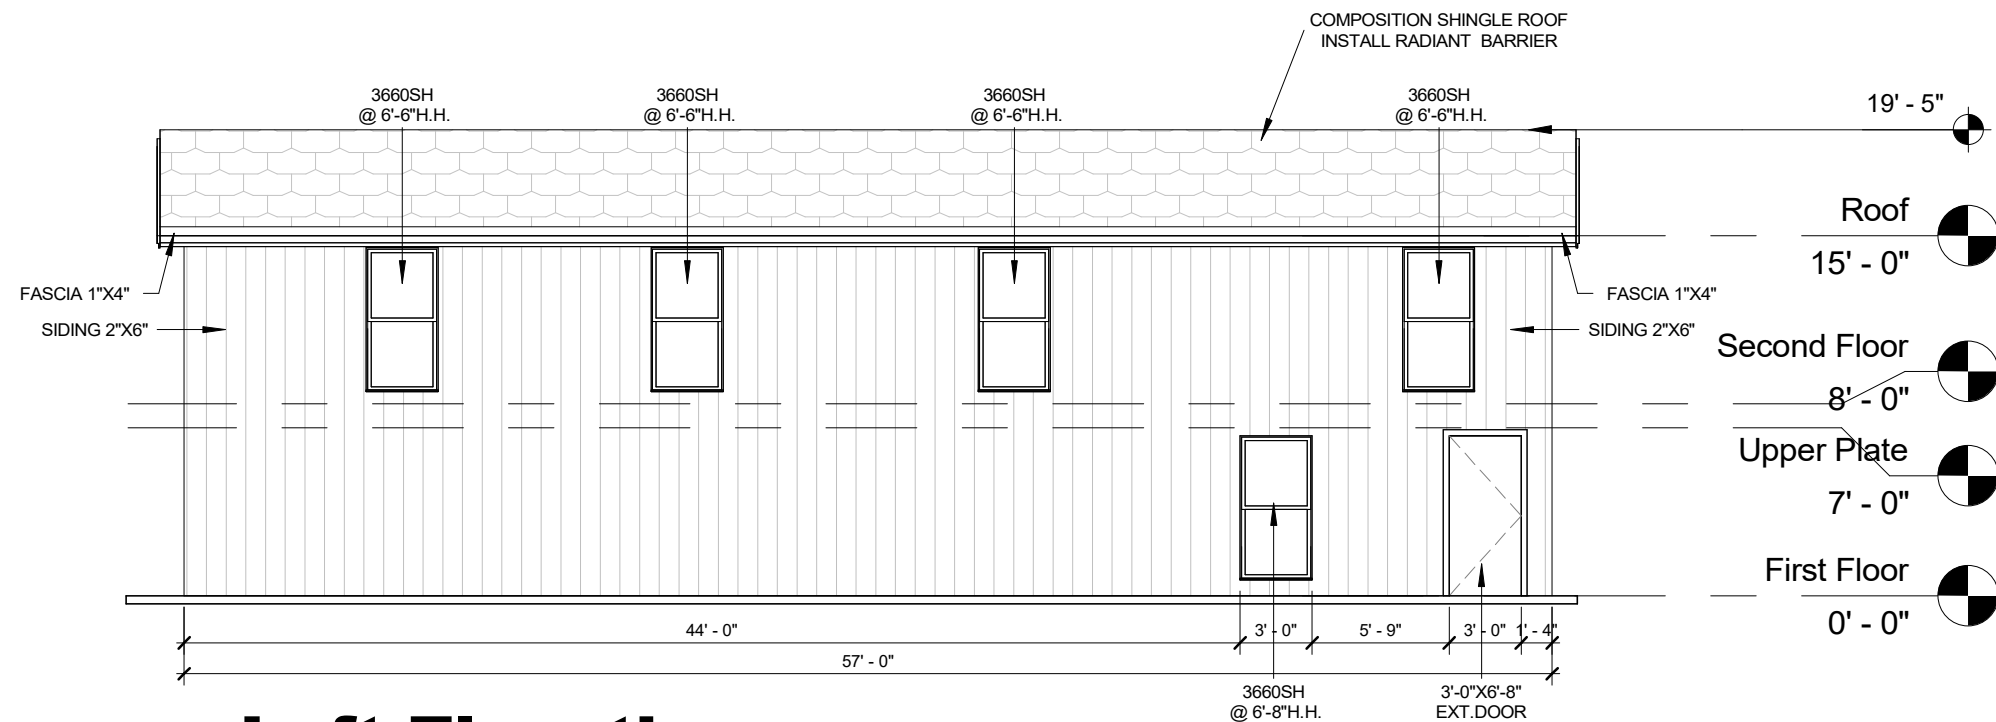 COMPOSITION SHINGLE ROOF
INSTALL RADIANT BARRIER
3660SH
@ 6'-6"H.H.
3660SH
@ 6'-6"H.H.
3660SH
@ 6'-6"H.H.
3660SH
@ 6'-6"H.H.
19' - 5"
Roof
15' - 0"
FASCIA 1"X4"
SIDING 2"X6"
FASCIA 1"X4"
SIDING 2"X6"
Second Floor
8' - 0"
Upper Plate
7' - 0"
First Floor
0' - 0"
44' - 0"
3' - 0"
5' - 9"
3' - 0"
1' - 4"
57' - 0"
3660SH
@ 6'-8"H.H.
3'-0"X6'-8"
EXT.DOOR